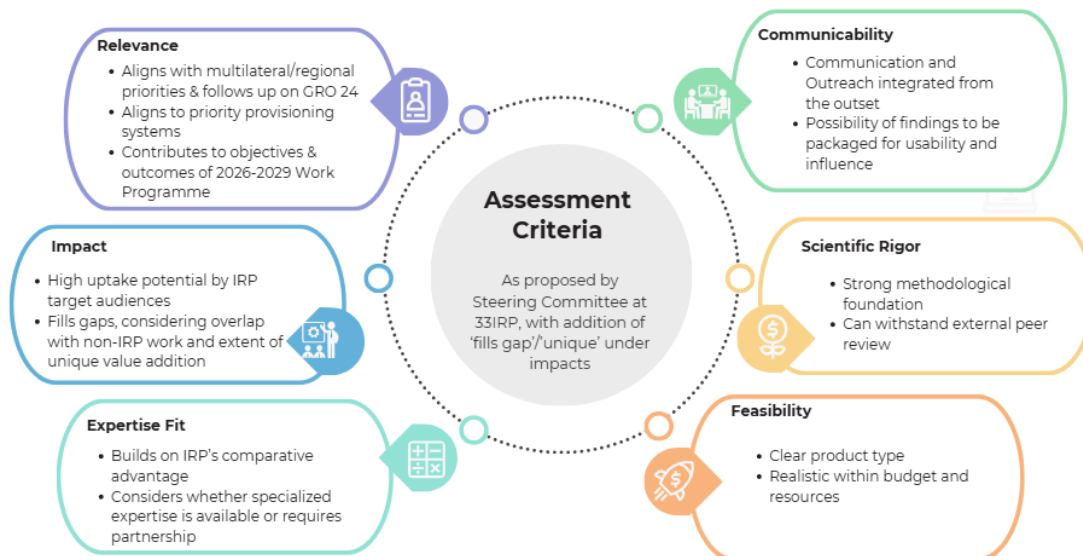 Relevance
• Aligns with multilateral/regional
priorities & follows up on GRO 24
• Aligns to priority provisioning
systems
• Contributes to objectives &
outcomes of 2026-2029 Work
Programme
Impact
• High uptake potential by IRP
target audiences
• Fills gaps, considering overlap
with non-IRP work and extent of
unique value addition
Expertise Fit
• Builds on IRP's comparative
advantage
• Considers whether specialized
expertise is available or requires
partnership
Assessment
Criteria
As proposed by
Steering Committee at
33IRP, with addition of
'fills gap'/'unique' under
impacts
Communicability
• Communication and
Outreach integrated from
the outset
• Possibility of findings to be
packaged for usability and
influence
Scientific Rigor
• Strong methodological
foundation
• Can withstand external peer
review
Feasibility
• Clear product type
• Realistic within budget and
resources